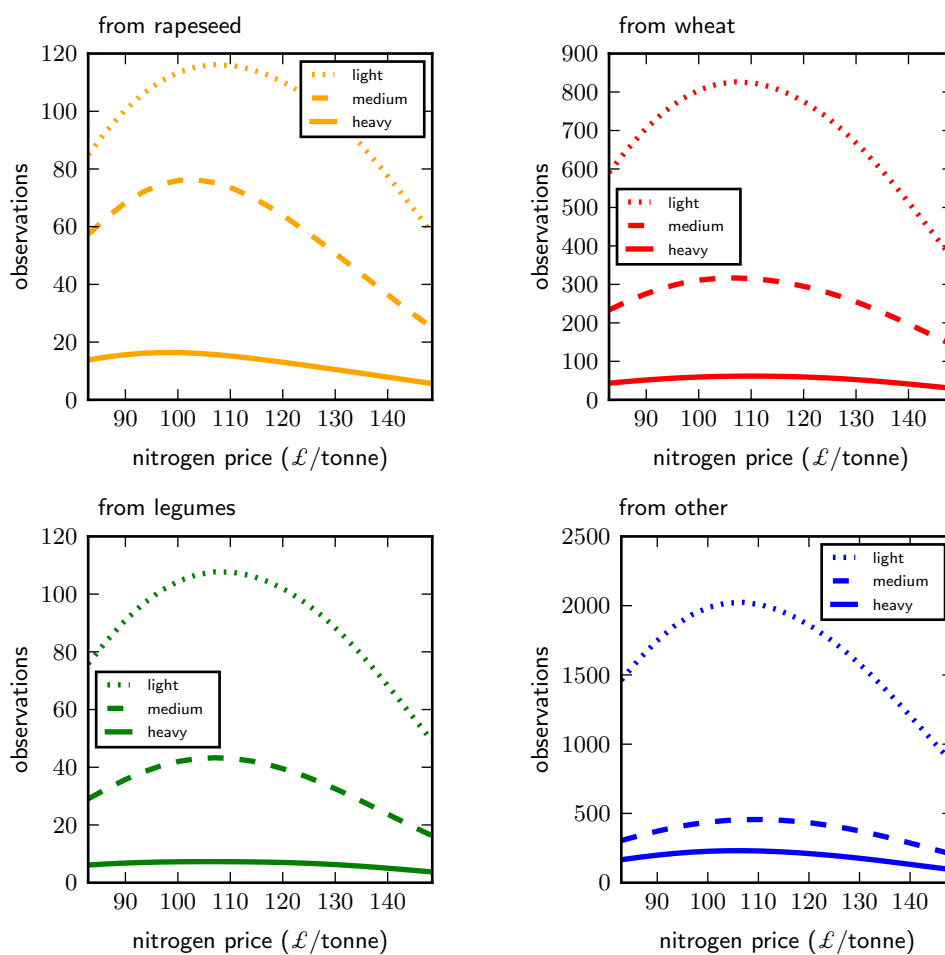 from rapeseed
120
100
80
60
40
20
0
observations
light
medium
heavy
90 100 110 120 130 140
nitrogen price (£/tonne)
from wheat
900
800
700
600
500
400
300
200
100
0
observations
light
medium
heavy
90 100 110 120 130 140
nitrogen price (£/tonne)
from legumes
120
100
80
60
40
20
0
observations
light
medium
heavy
90 100 110 120 130 140
nitrogen price (£/tonne)
from other
2500
2000
1500
1000
500
0
observations
light
medium
heavy
90 100 110 120 130 140
nitrogen price (£/tonne)